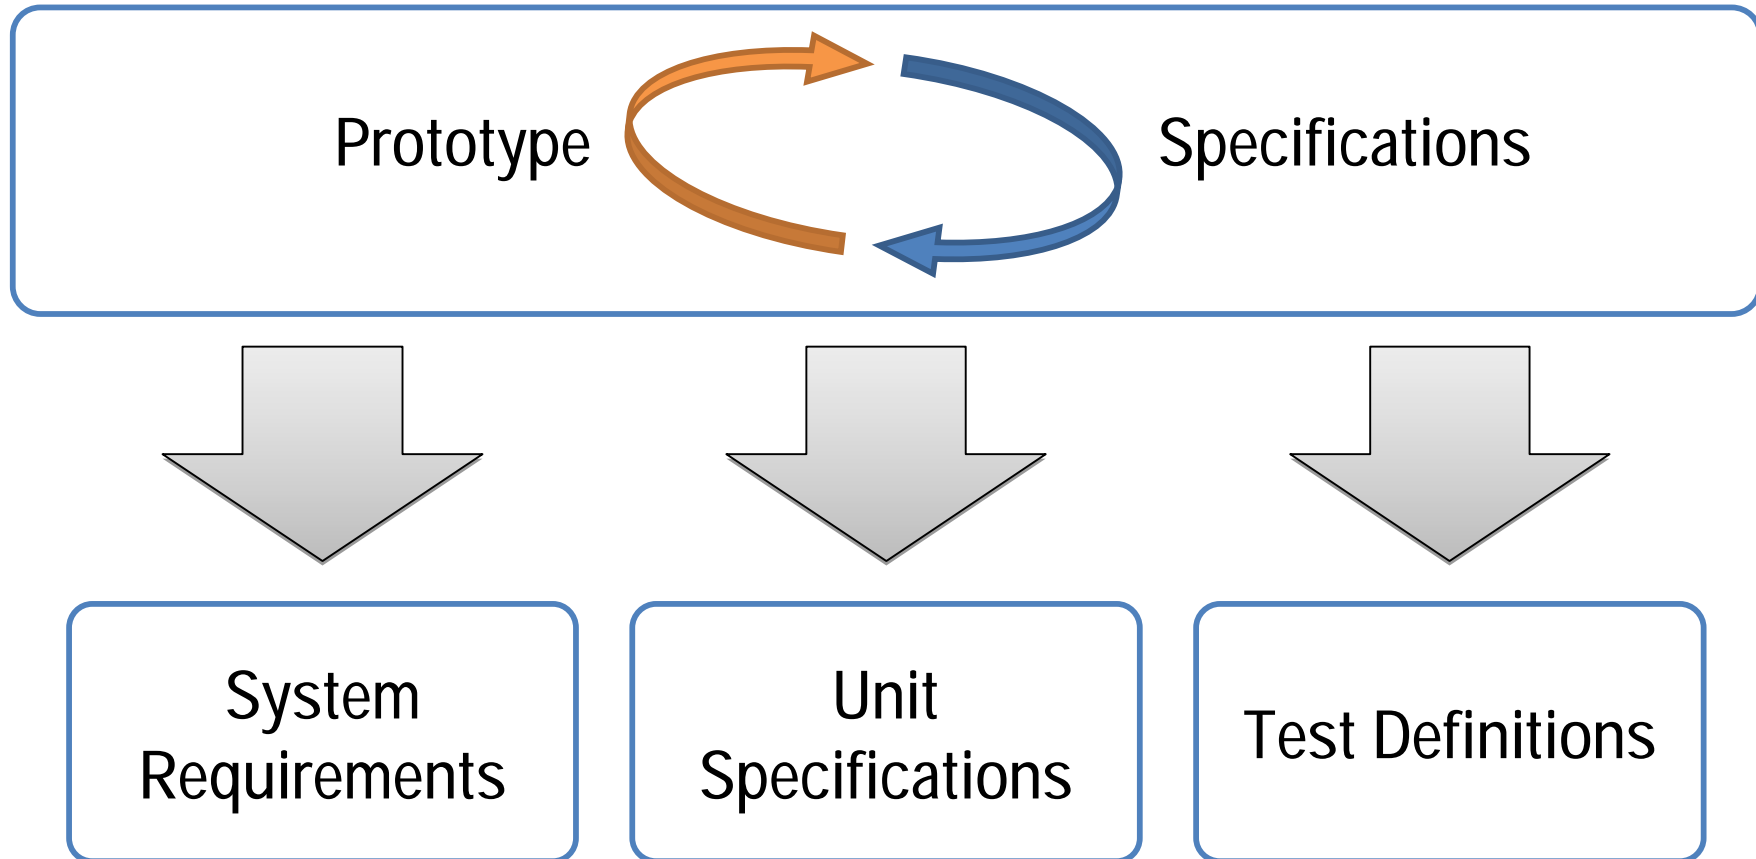 Prototype
Specifications
System
Requirements
Unit
Specifications
Test Definitions